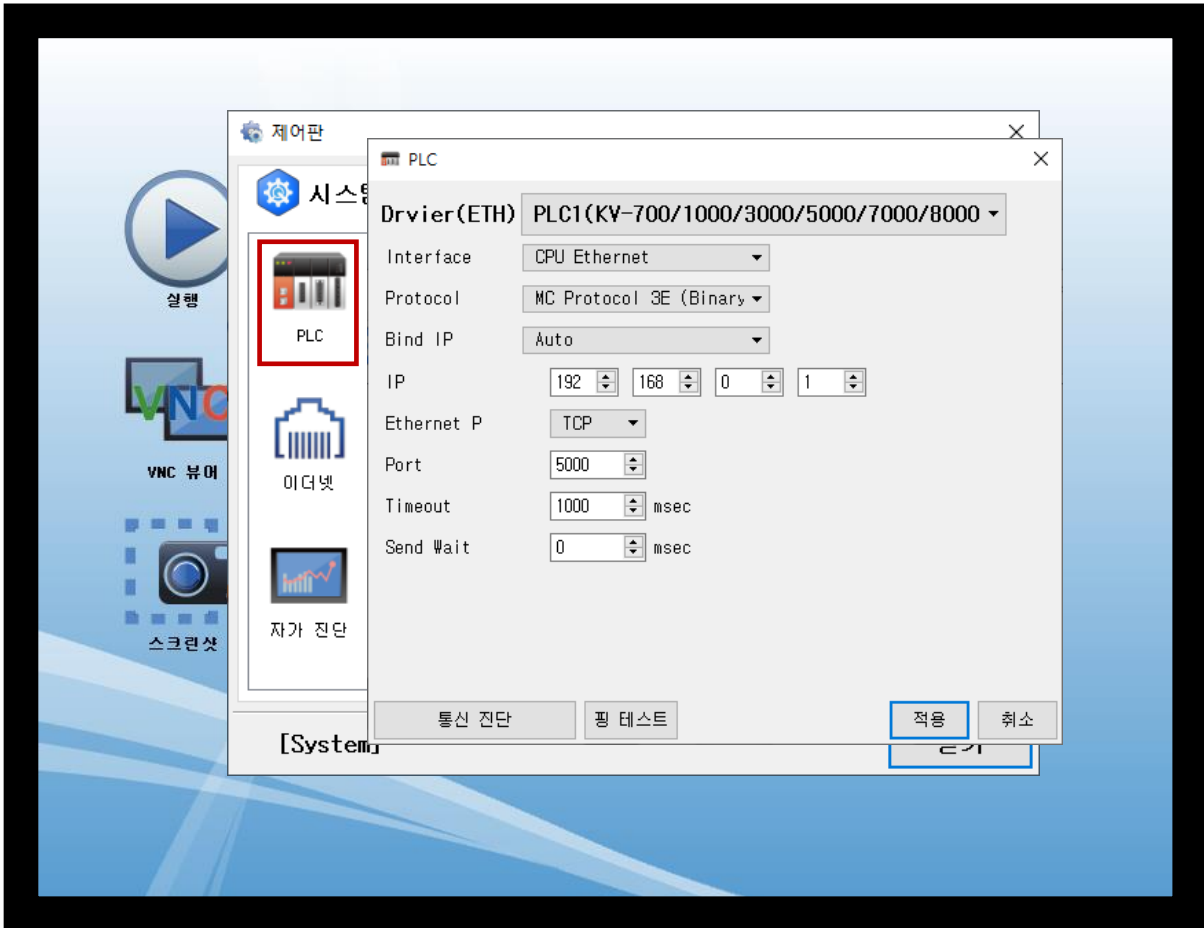 제어판
PLC
시스
Drvier(ETH) PLC1(KV-700/1000/3000/5000/7000/8000
Interface CPU Ethernet
Protocol MC Protocol 3E (Binary
Bind IP Auto
IP 192 168 0 1
Ethernet P TCP
Port 5000
Timeout 1000 msec
Send Wait 0 msec
통신 진단 핑 테스트 적용 취소
실행
PLC
VNC
VNC 뷰어
이더넷
스크린샷
자가 진단
[System]